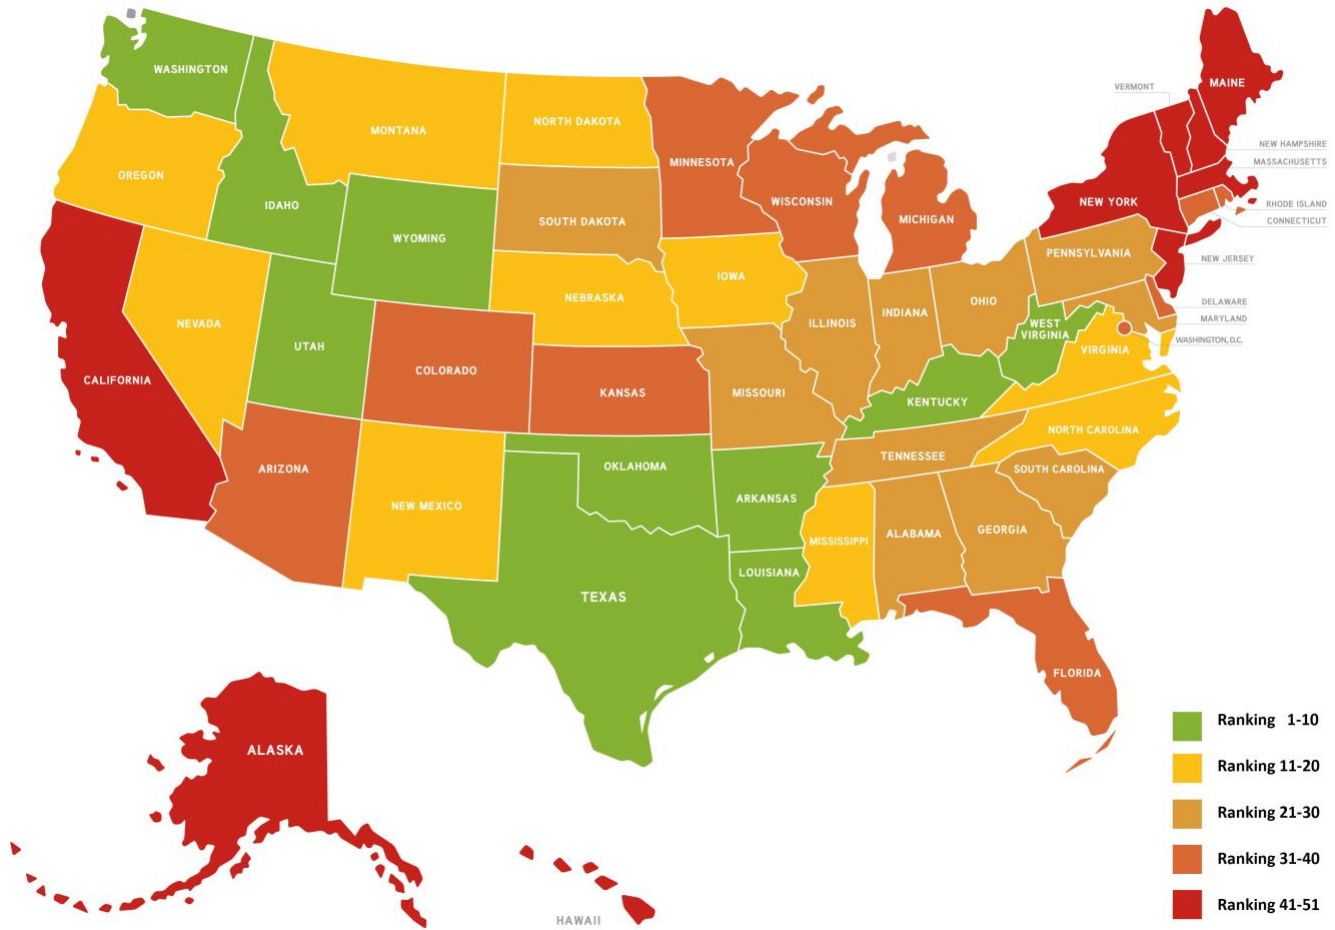 WASHINGTON
MAINE
VERMONT
MONTANA
NORTH DAKOTA
NEW HAMPSHIRE
MINNESOTA
MASSACHUSETTS
OREGON
IDAHO
WISCONSIN
NEW YORK
RHODE ISLAND
SOUTH DAKOTA
MICHIGAN
CONNECTICUT
WYOMING
PENNSYLVANIA
NEW JERSEY
IOWA
NEBRASKA
OHIO
DELAWARE
NEVADA
ILLINOIS
INDIANA
WEST
VIRGINIA
MARYLAND
WASHINGTON, D.C.
UTAH
VIRGINIA
COLORADO
CALIFORNIA
KANSAS
MISSOURI
KENTUCKY
NORTH CAROLINA
TENNESSEE
ARIZONA
OKLAHOMA
SOUTH CAROLINA
ARKANSAS
NEW MEXICO
GEORGIA
MISSISSIPPI
ALABAMA
LOUISIANA
TEXAS
FLORIDA
ALASKA
HAWAII
Ranking 1-10
Ranking 11-20
Ranking 21-30
Ranking 31-40
Ranking 41-51